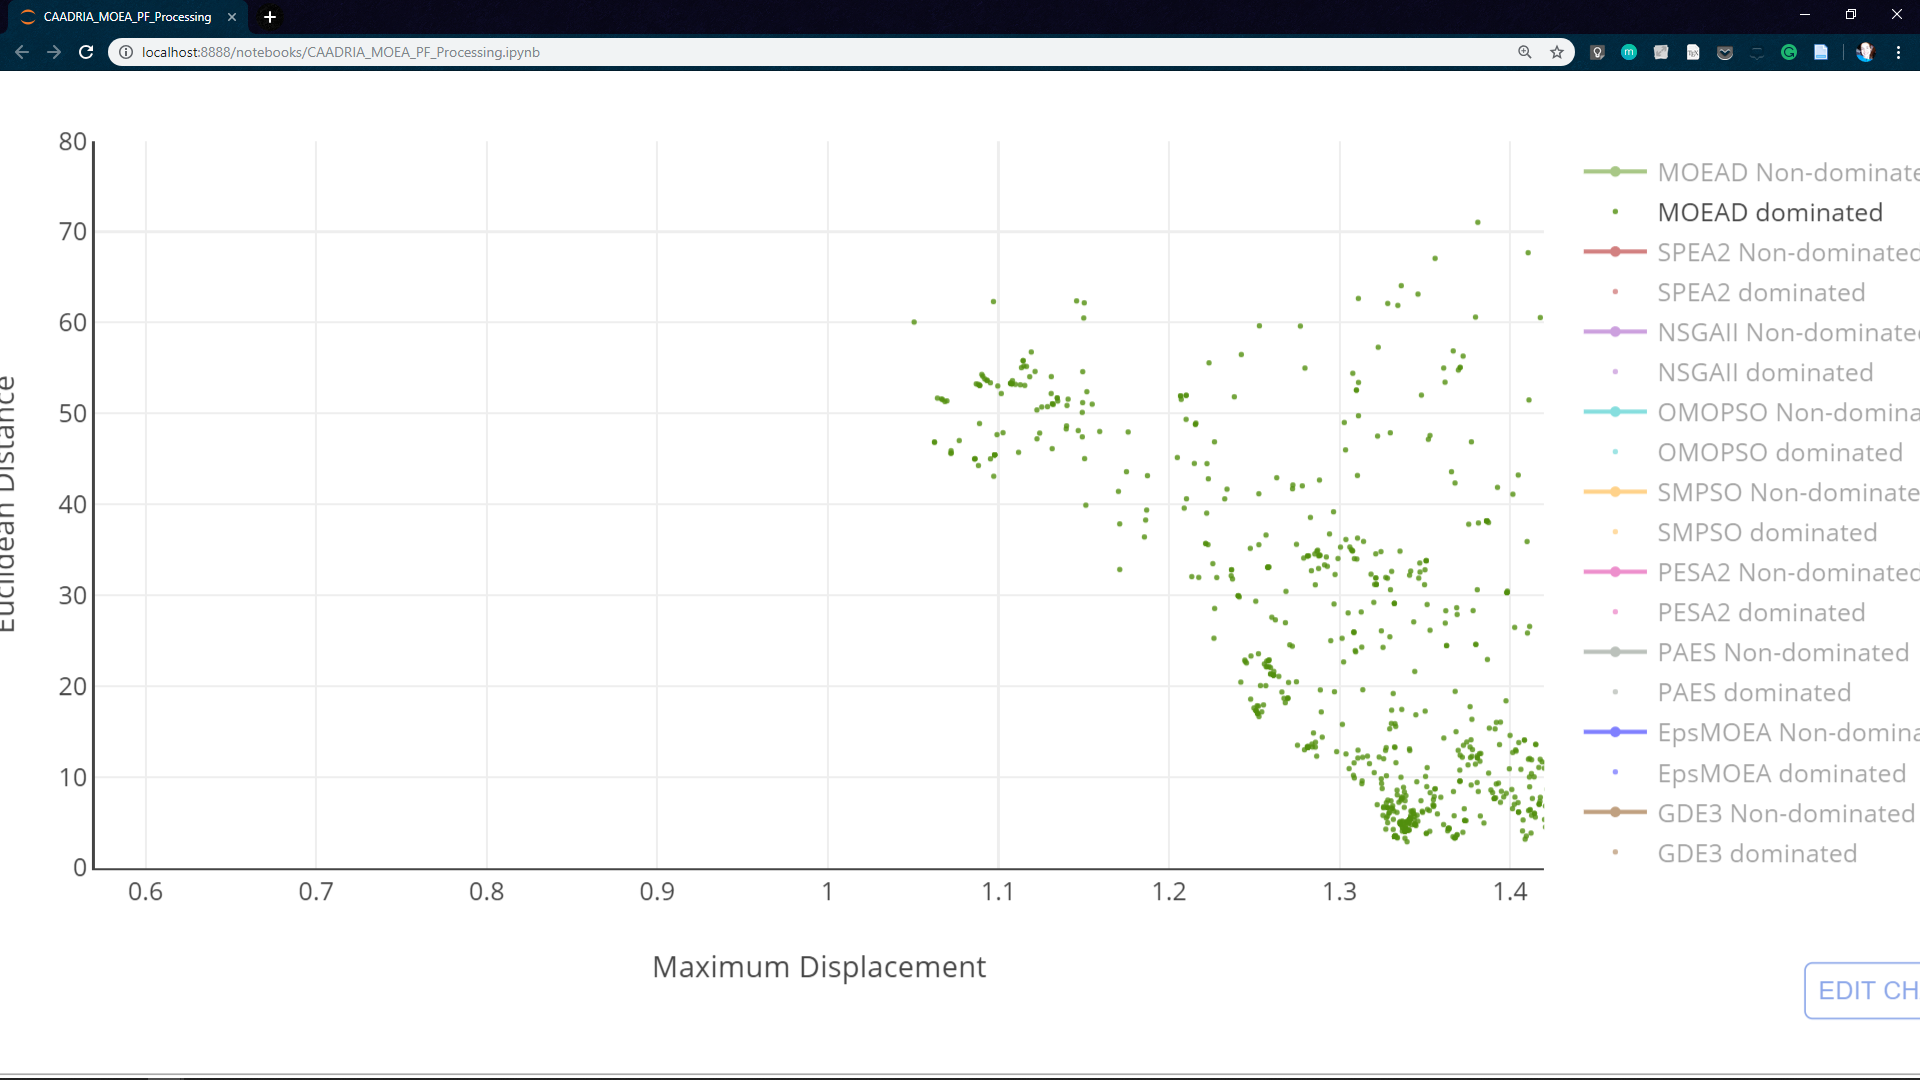 CAADRIA_MOEA_PF_Processing
localhost:8888/notebooks/CAADRIA_MOEA_PF_Processing.ipynb
80
70
60
50
40
30
20
10
0
Euclidean Distance
0.6 0.7 0.8 0.9 1 1.1 1.2 1.3 1.4
Maximum Displacement
MOEAD Non-dominate
MOEAD dominated
SPEA2 Non-dominated
SPEA2 dominated
NSGAII Non-dominated
NSGAII dominated
OMOPSO Non-domina
OMOPSO dominated
SMPSO Non-dominate
SMPSO dominated
PESA2 Non-dominated
PESA2 dominated
PAES Non-dominated
PAES dominated
EpsMOEA Non-domina
EpsMOEA dominated
GDE3 Non-dominated
GDE3 dominated
EDIT CH